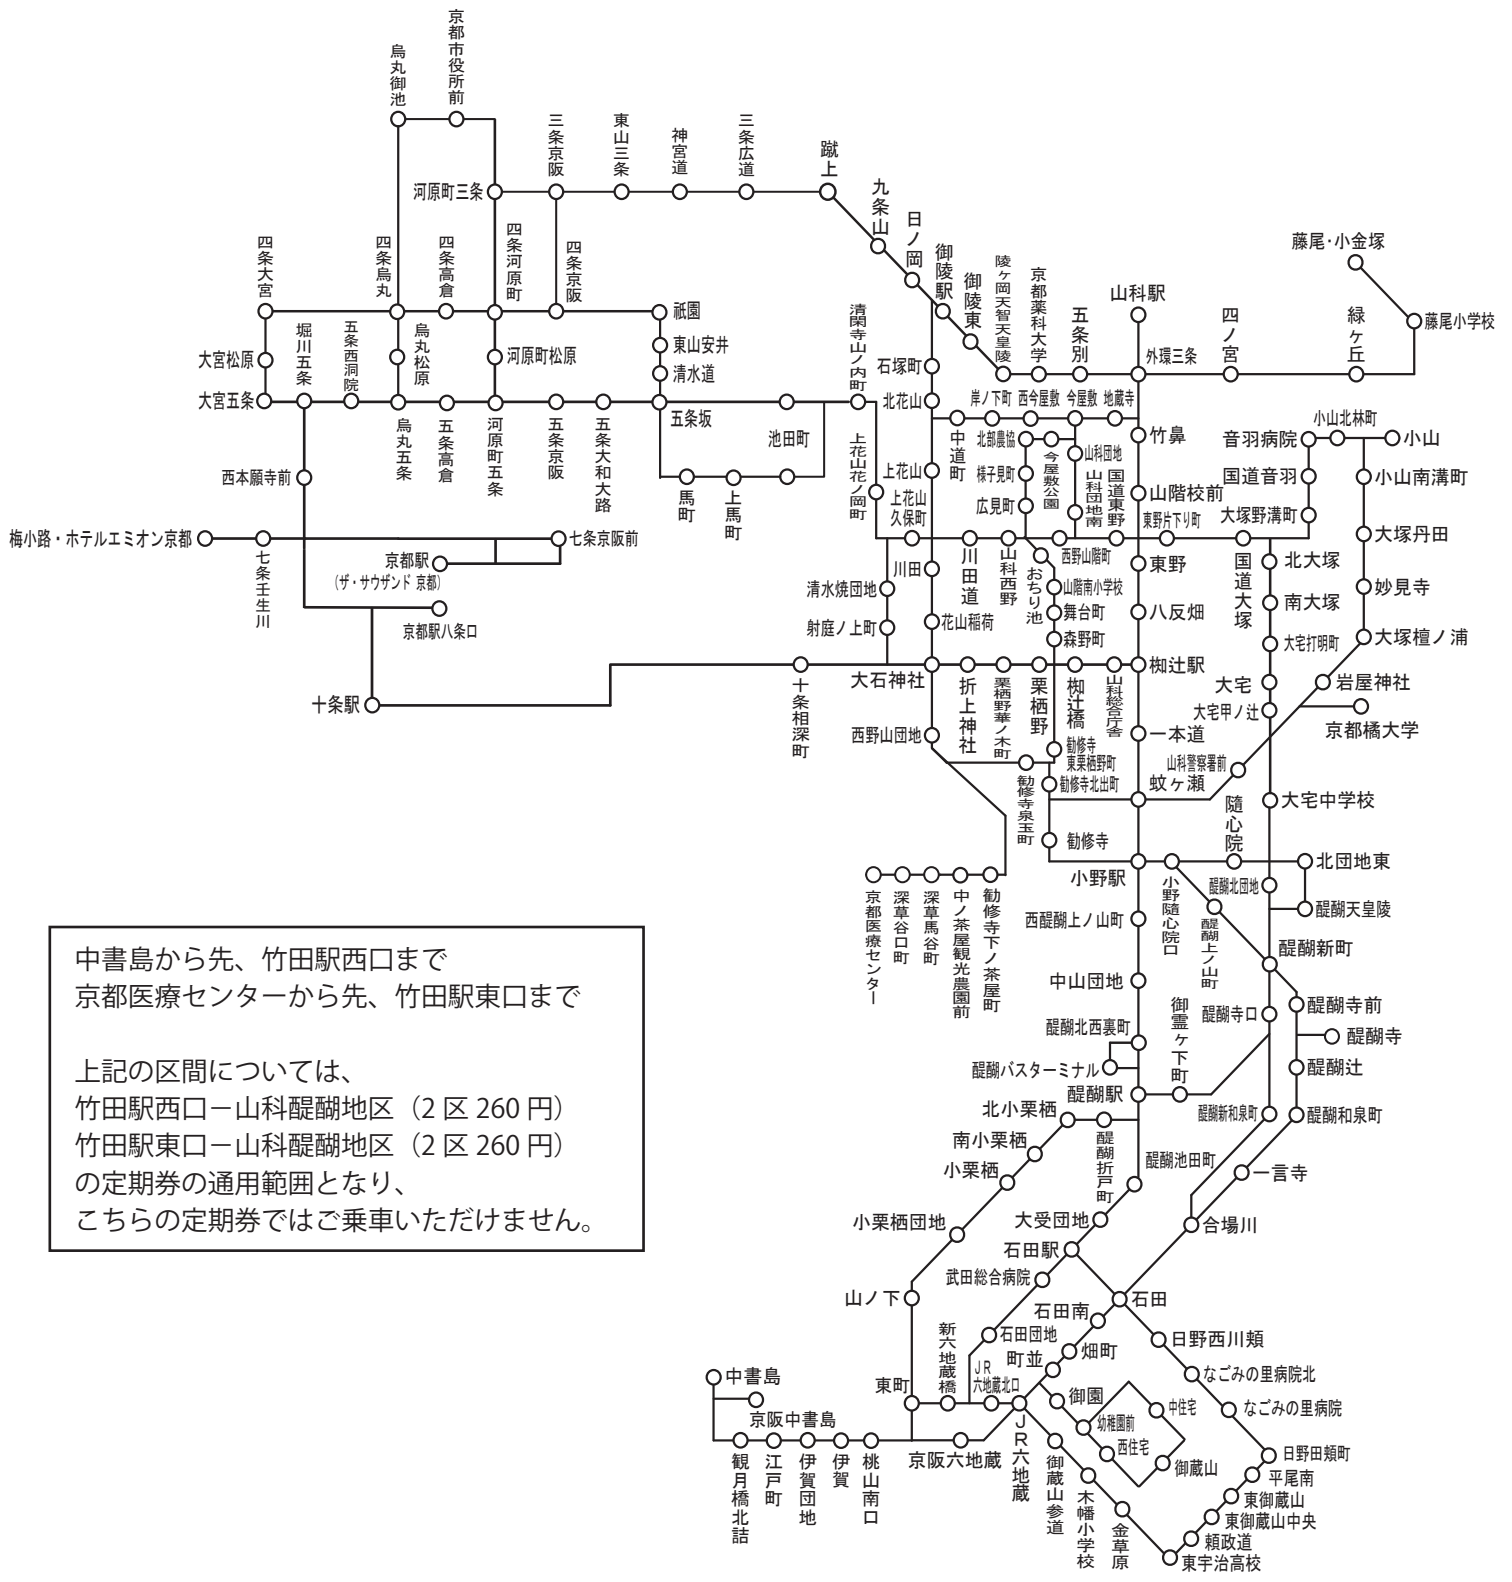 京都市役所前
烏丸御池
三条京阪
東山三条
神宮道
三条広道
蹴上
九条山
日ノ岡
御陵駅
御陵東
陵ヶ岡天智天皇陵
京都薬科大学
五条別
山科駅
外環三条
四ノ宮
緑ヶ丘
藤尾・小金塚
藤尾小学校
河原町三条
四条大宮
四条烏丸
四条高倉
四条河原町
四条京阪
祇園
東山安井
清水道
大宮松原
堀川五条
五条西洞院
烏丸松原
河原町松原
清閑寺山ノ内町
石塚町
北花山
大宮五条
烏丸五条
五条高倉
河原町五条
五条京阪
五条大和大路
五条坂
池田町
上花山花ノ岡町
岸ノ下町
西今屋敷
今屋敷
地蔵寺
中道町
北部農協
今屋敷公園
山科団地
竹鼻
音羽病院
小山北林町
小山
西本願寺前
馬町
上馬町
上花山
様子見町
広見町
山科団地南
国道東野
山階校前
国道音羽
小山南溝町
上花山
久保町
東野片下り町
大塚野溝町
大塚丹田
梅小路・ホテルエミオン京都
七条壬生川
京都駅
(ザ・サウザンド 京都)
七条京阪前
京都駅八条口
川田
川田道
山科西野
おちり池
西野山階町
東野
国道大塚
北大塚
清水焼団地
山階南小学校
舞台町
森野町
八反畑
南大塚
妙見寺
射庭ノ上町
花山稲荷
大宅打明町
大塚檀ノ浦
十条駅
十条相深町
大石神社
折上神社
栗栖野華ノ木町
栗栖野
椥辻橋
山科総合庁舎
椥辻駅
大宅
岩屋神社
大宅甲ノ辻
京都橘大学
西野山団地
勧修寺
東栗栖野町
一本道
山科警察署前
勧修寺泉玉町
勧修寺北出町
蚊ヶ瀬
大宅中学校
勧修寺
随心院
小野駅
北団地東
京都医療センター
深草谷口町
深草馬谷町
中ノ茶屋観光農園前
勧修寺下ノ茶屋町
小野随心院口
醍醐北団地
醍醐天皇陵
西醍醐上ノ山町
醍醐上ノ山町
醍醐新町
中書島から先、竹田駅西口まで
京都医療センターから先、竹田駅東口まで
上記の区間については、
竹田駅西口－山科醍醐地区（2 区 260 円）
竹田駅東口－山科醍醐地区（2 区 260 円）
の定期券の通用範囲となり、
こちらの定期券ではご乗車いただけません。
中山団地
醍醐寺前
醍醐寺口
醍醐寺
醍醐北西裏町
御霊ヶ下町
醍醐バスターミナル
醍醐辻
醍醐駅
北小栗栖
醍醐新和泉町
醍醐和泉町
南小栗栖
醍醐折戸町
醍醐池田町
小栗栖
一言寺
小栗栖団地
大受団地
合場川
石田駅
武田総合病院
山ノ下
石田南
石田
新六地蔵橋
石田団地
畑町
日野西川頬
町並
なごみの里病院北
中書島
東町
JR
六地蔵北口
御園
中住宅
なごみの里病院
京阪中書島
幼稚園前
西住宅
観月橋北詰
江戸町
伊賀団地
伊賀
桃山南口
京阪六地蔵
JR六地蔵
御蔵山参道
御蔵山
日野田頬町
平尾南
木幡小学校
東御蔵山
東御蔵山中央
金草原
頼政道
東宇治高校